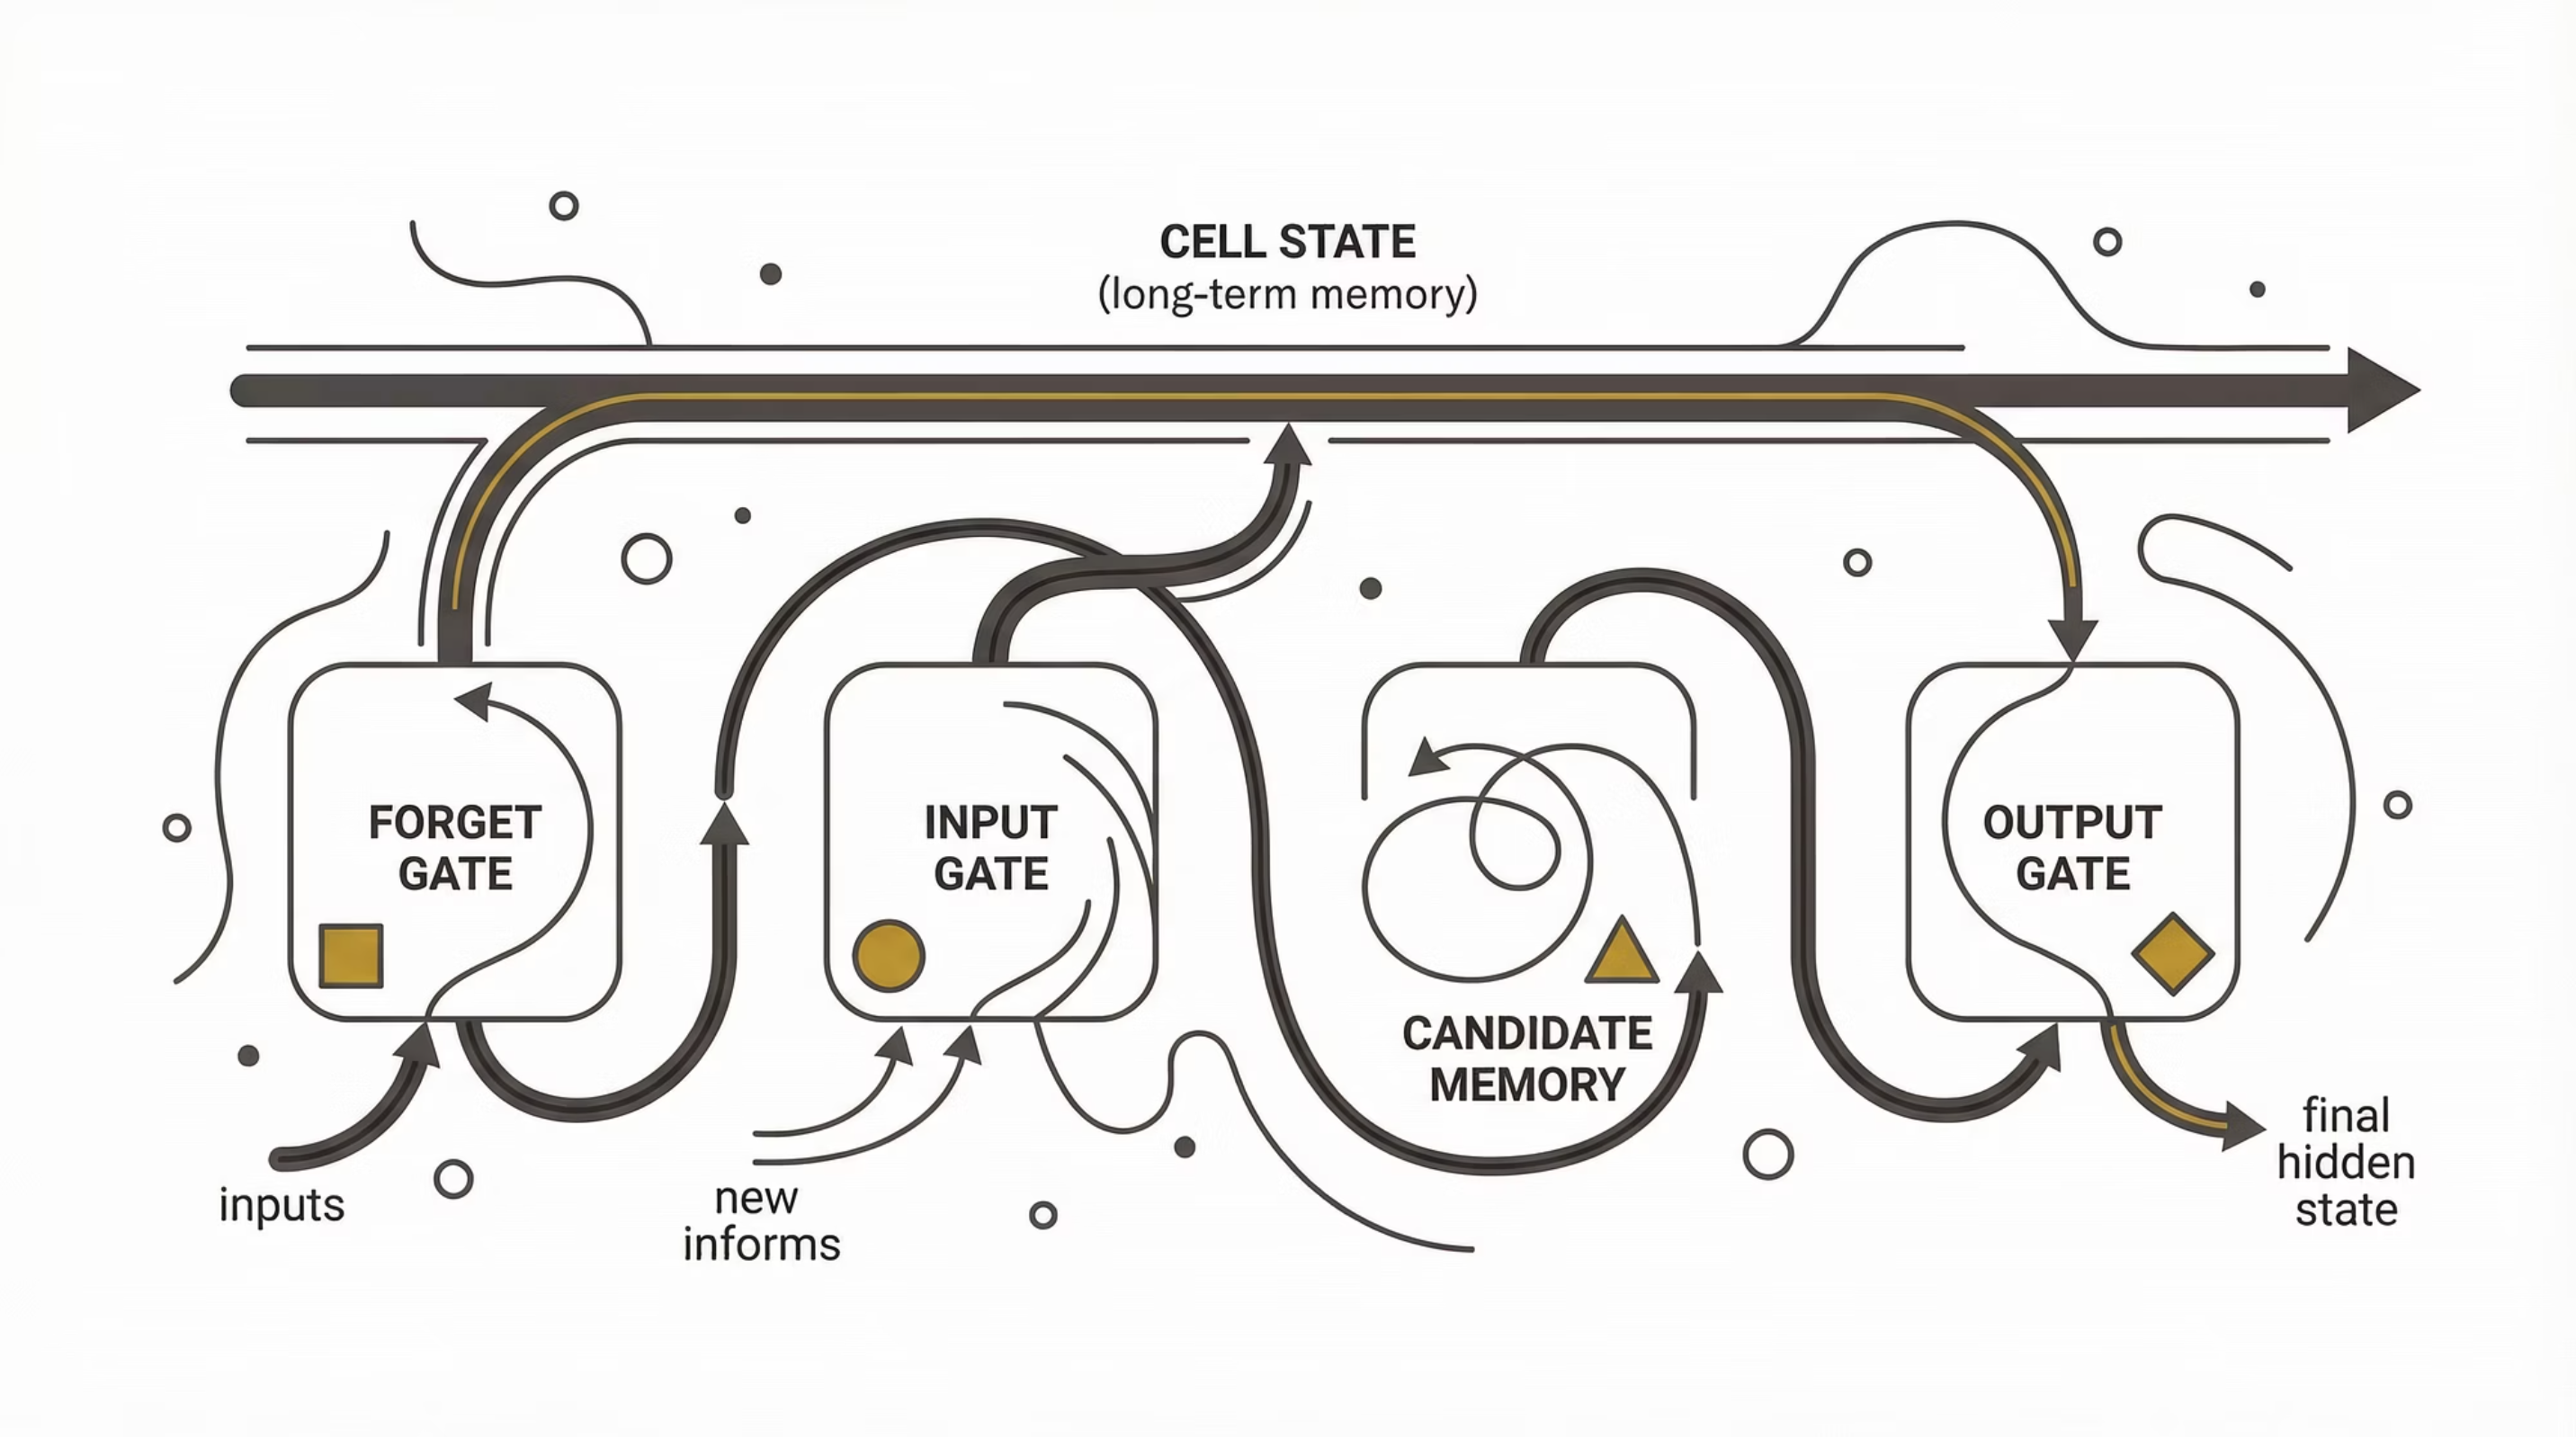 CELL STATE
(long-term memory)
FORGET
GATE
INPUT
GATE
OUTPUT
GATE
CANDIDATE
MEMORY
inputs
new
informs
final
hidden
state